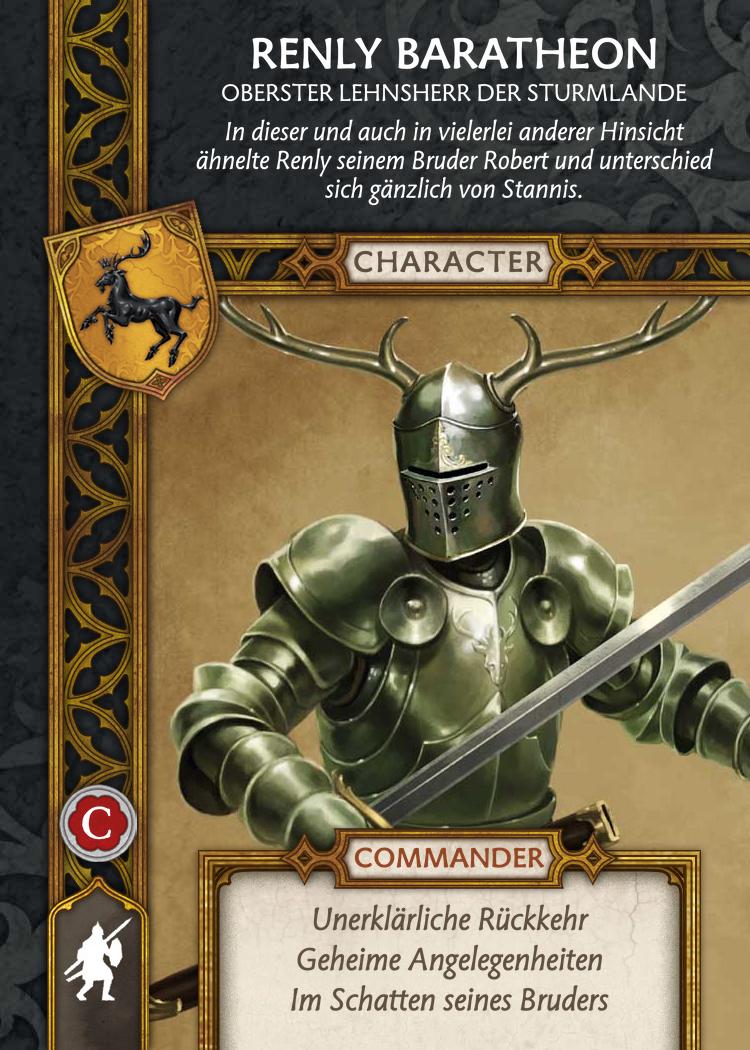 RENLY BARATHEON
OBERSTER LEHNSHERR DER STURMLANDE
In dieser und auch in vielerlei anderer Hinsicht
ähnelte Renly seinem Bruder Robert und unterschied
sich gänzlich von Stannis.
CHARACTER
C
COMMANDER
Unerklärliche Rückkehr
Geheime Angelegenheiten
Im Schatten seines Bruders